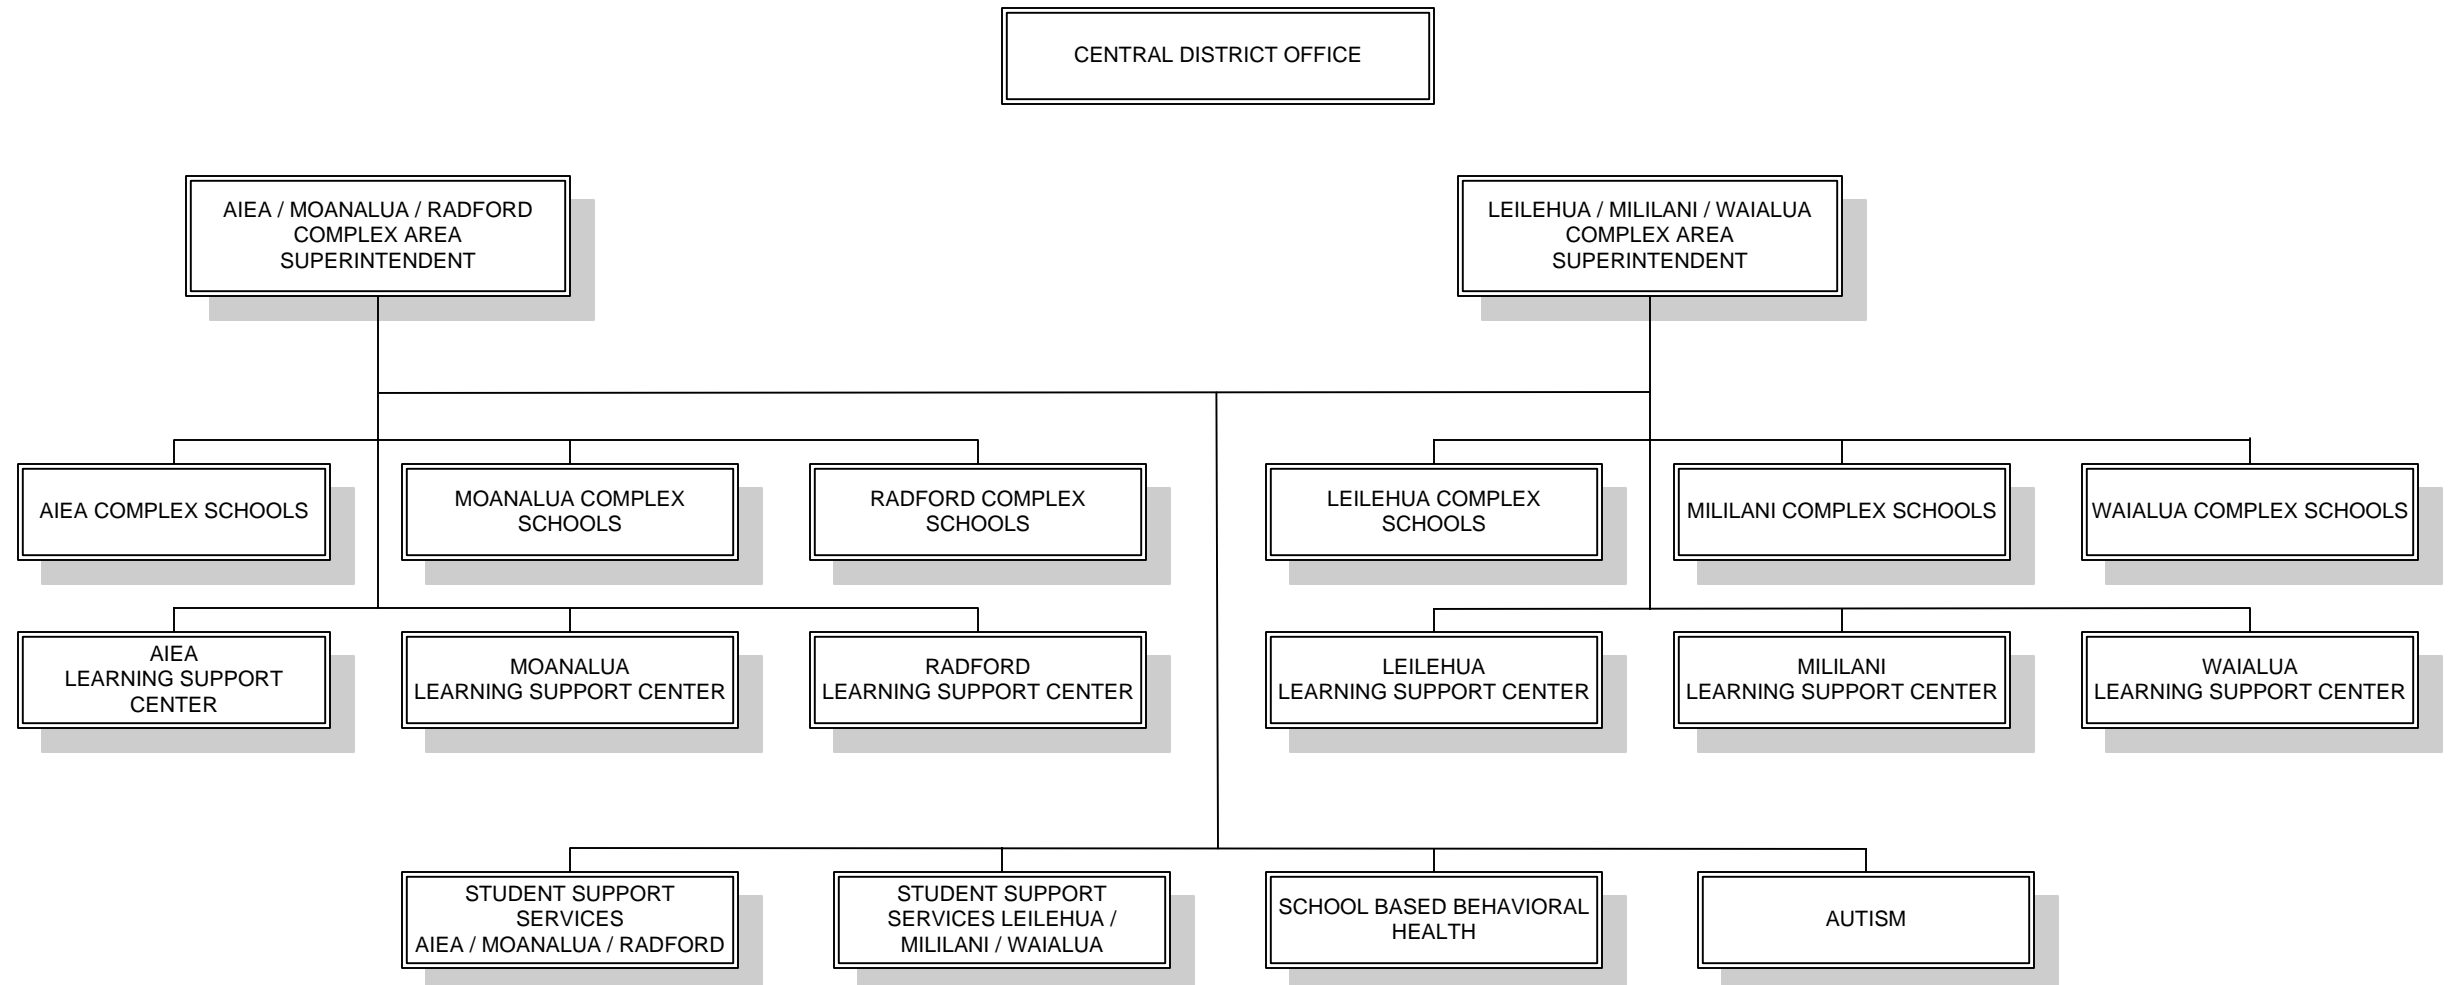 CENTRAL DISTRICT OFFICE
AIEA / MOANALUA / RADFORD
COMPLEX AREA
SUPERINTENDENT
LEILEHUA / MILILANI / WAIALUA
COMPLEX AREA
SUPERINTENDENT
AIEA COMPLEX SCHOOLS
MOANALUA COMPLEX
SCHOOLS
RADFORD COMPLEX
SCHOOLS
LEILEHUA COMPLEX
SCHOOLS
MILILANI COMPLEX SCHOOLS
WAIALUA COMPLEX SCHOOLS
AIEA
LEARNING SUPPORT
CENTER
MOANALUA
LEARNING SUPPORT CENTER
RADFORD
LEARNING SUPPORT CENTER
LEILEHUA
LEARNING SUPPORT CENTER
MILILANI
LEARNING SUPPORT CENTER
WAIALUA
LEARNING SUPPORT CENTER
STUDENT SUPPORT
SERVICES
AIEA / MOANALUA / RADFORD
STUDENT SUPPORT
SERVICES LEILEHUA /
MILILANI / WAIALUA
SCHOOL BASED BEHAVIORAL
HEALTH
AUTISM